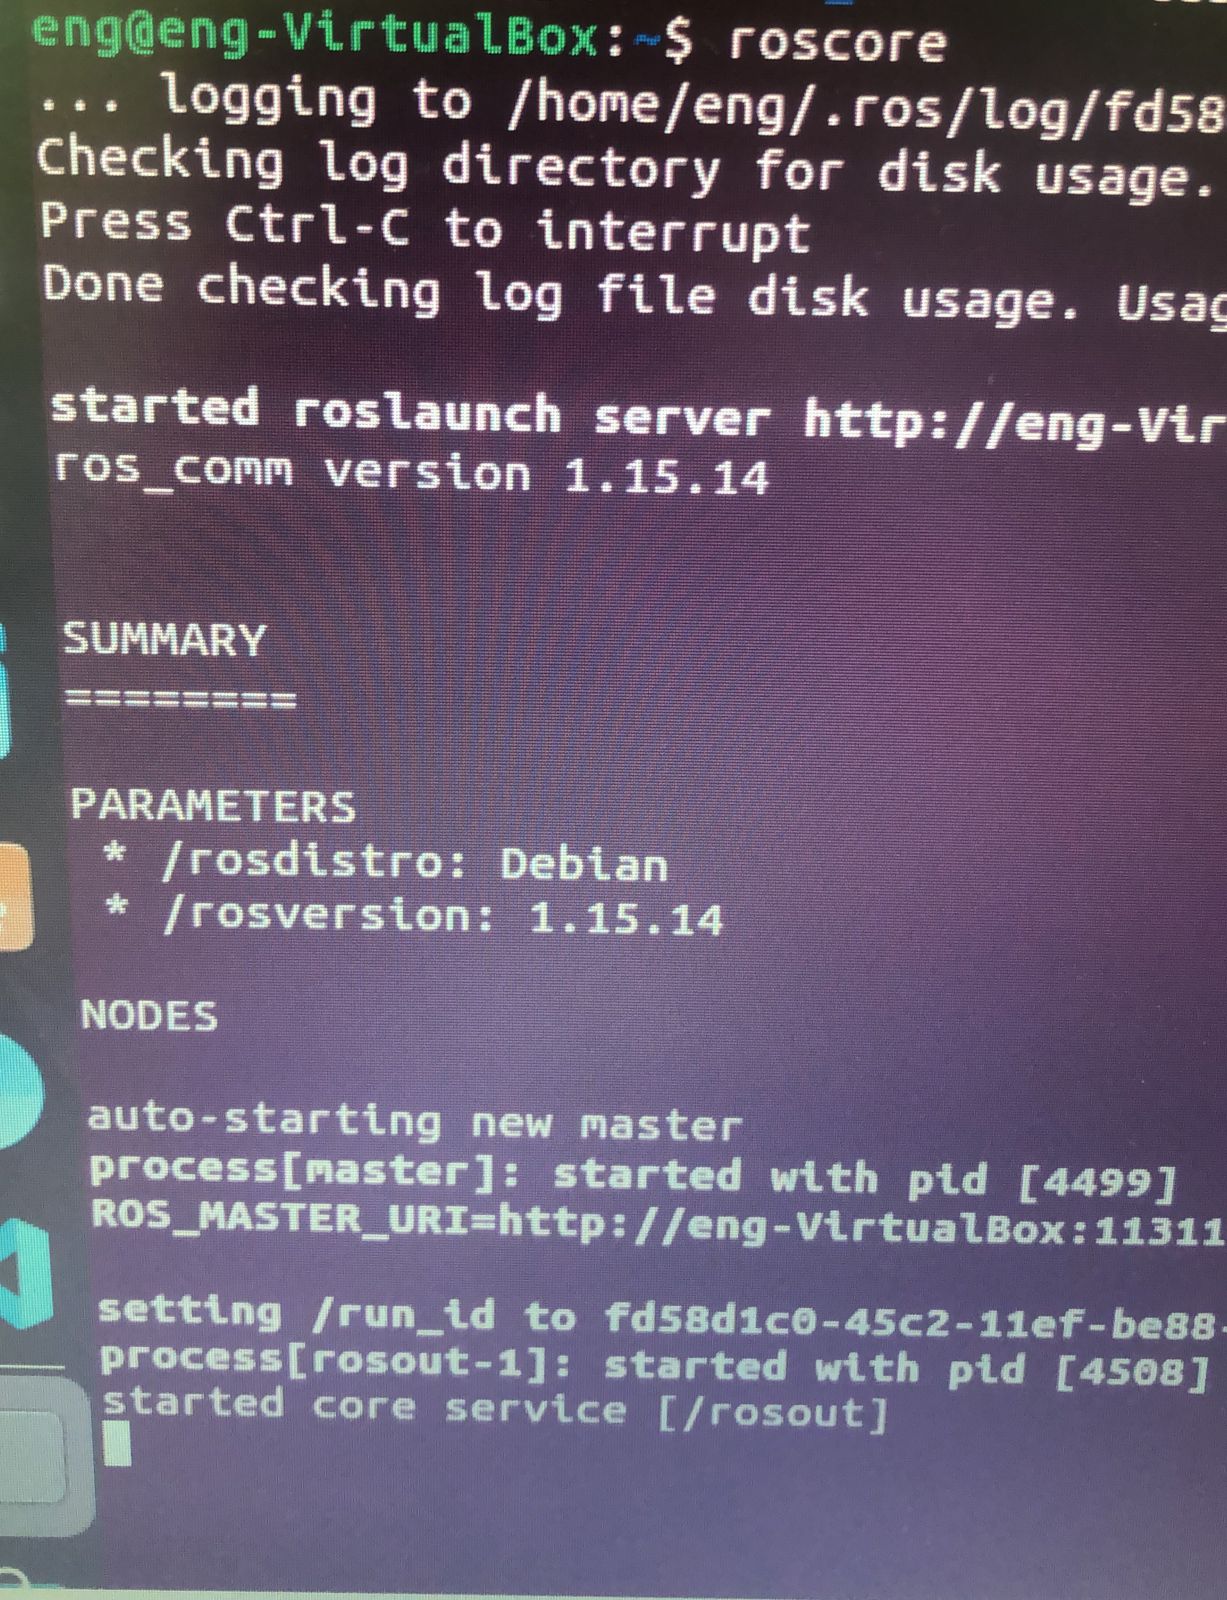 eng@eng-VirtualBox:~$ roscore
... logging to /home/eng/.ros/log/fd58
Checking log directory for disk usage.
Press Ctrl-C to interrupt
Done checking log file disk usage. Usag
started roslaunch server http://eng-Vir
ros_comm version 1.15.14
SUMMARY
========
PARAMETERS
* /rosdistro: Debian
* /rosversion: 1.15.14
NODES
auto-starting new master
process[master]: started with pid [4499]
ROS_MASTER_URI=http://eng-VirtualBox:11311
setting /run_id to fd58d1c0-45c2-11ef-be88-
process[rosout-1]: started with pid [4508]
started core service [/rosout]